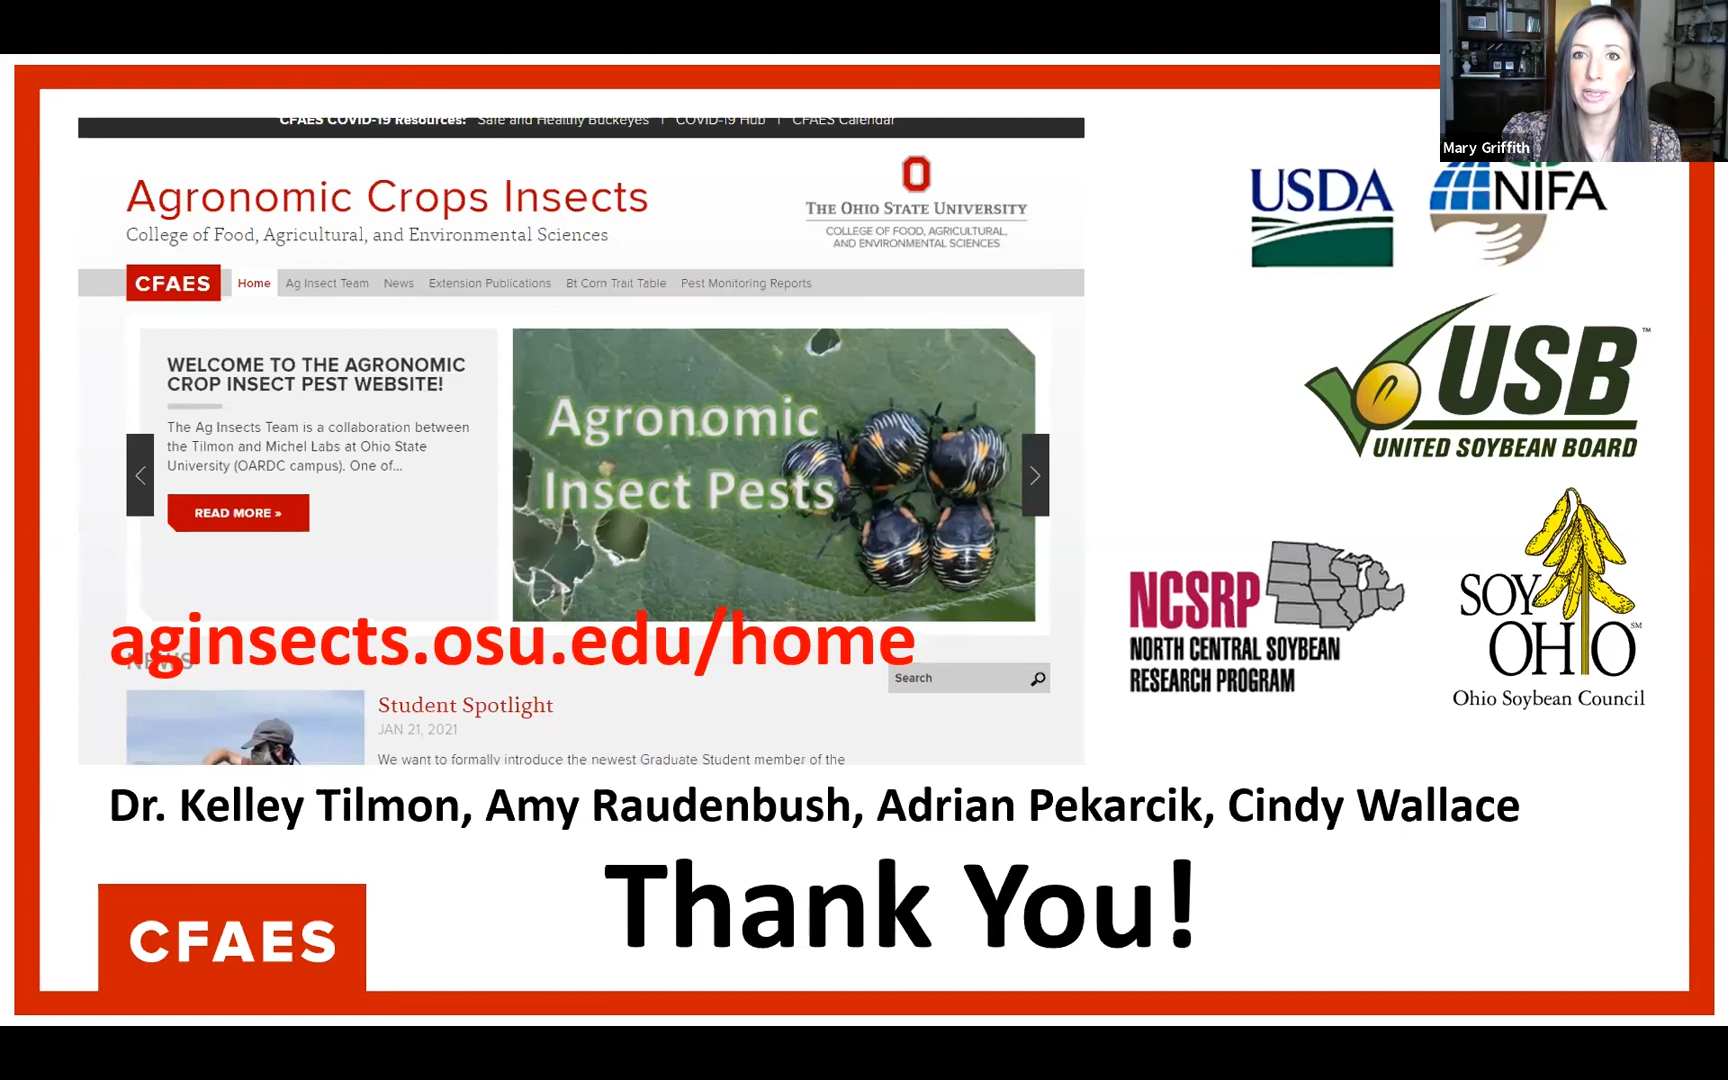 Mary Griffith
CFAES COVID-19 Resources: Safe and Healthy Buckeyes | COVID-19 Hub | CFAES Calendar
Agronomic Crops Insects
College of Food, Agricultural, and Environmental Sciences
THE OHIO STATE UNIVERSITY
COLLEGE OF FOOD, AGRICULTURAL,
AND ENVIRONMENTAL SCIENCES
CFAES Home Ag Insect Team News Extension Publications Bt Corn Trait Table Pest Monitoring Reports
WELCOME TO THE AGRONOMIC
CROP INSECT PEST WEBSITE!
The Ag Insects Team is a collaboration between
the Tilmon and Michel Labs at Ohio State
University (OARDC campus). One of...
READ MORE »
Agronomic
Insect Pests
aginsects.osu.edu/home
NEWS
Search
Student Spotlight
JAN 21, 2021
We want to formally introduce the newest Graduate Student member of the
USDA
NIFA
USB™
UNITED SOYBEAN BOARD
NCSRP
NORTH CENTRAL SOYBEAN
RESEARCH PROGRAM
SOY
OHIO℠
Ohio Soybean Council
Dr. Kelley Tilmon, Amy Raudenbush, Adrian Pekarcik, Cindy Wallace
Thank You!
CFAES